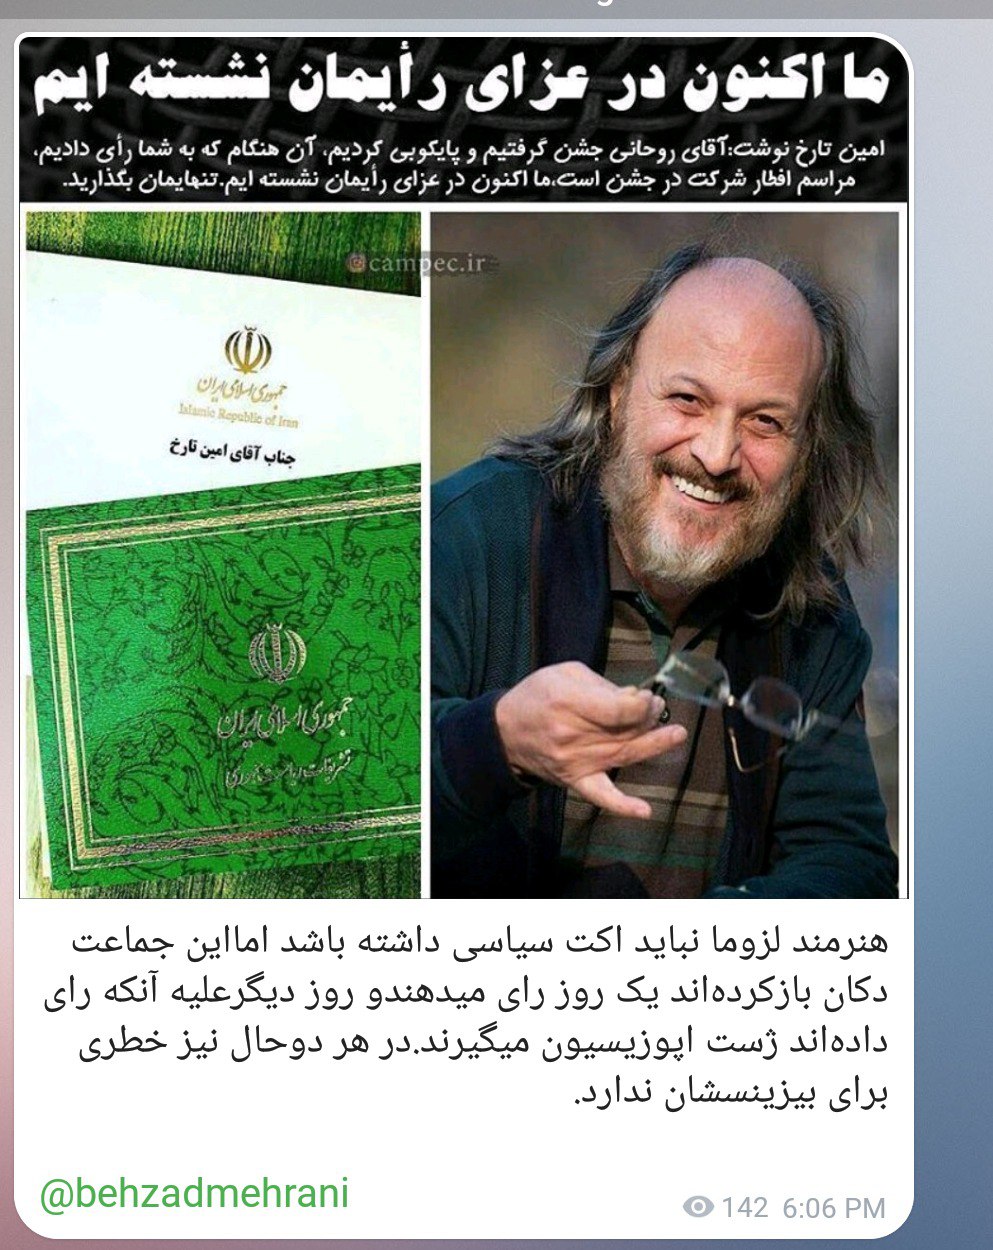 ما اکنون در عزای رأیمان نشسته ایم
امین تارخ نوشت:آقای روحانی جشن گرفتیم و پایکوبی کردیم، آن هنگام که به شما رأی دادیم،
مراسم افطار شرکت در جشن است،ما اکنون در عزای رأیمان نشسته ایم.تنهایمان بگذارید.
@campec.ir
جمهوری اسلامی ایران
Islamic Republic of Iran
جناب آقای امین تارخ
جمهوری اسلامی ایران
هنرمند لزوما نباید اکت سیاسی داشته باشد امااین جماعت
دکان بازکرده‌اند یک روز رای میدهندو روز دیگرعلیه آنکه رای
داده‌اند ژست اپوزیسیون میگیرند.در هر دوحال نیز خطری
برای بیزینسشان ندارد.
@behzadmehrani
142 6:06 PM